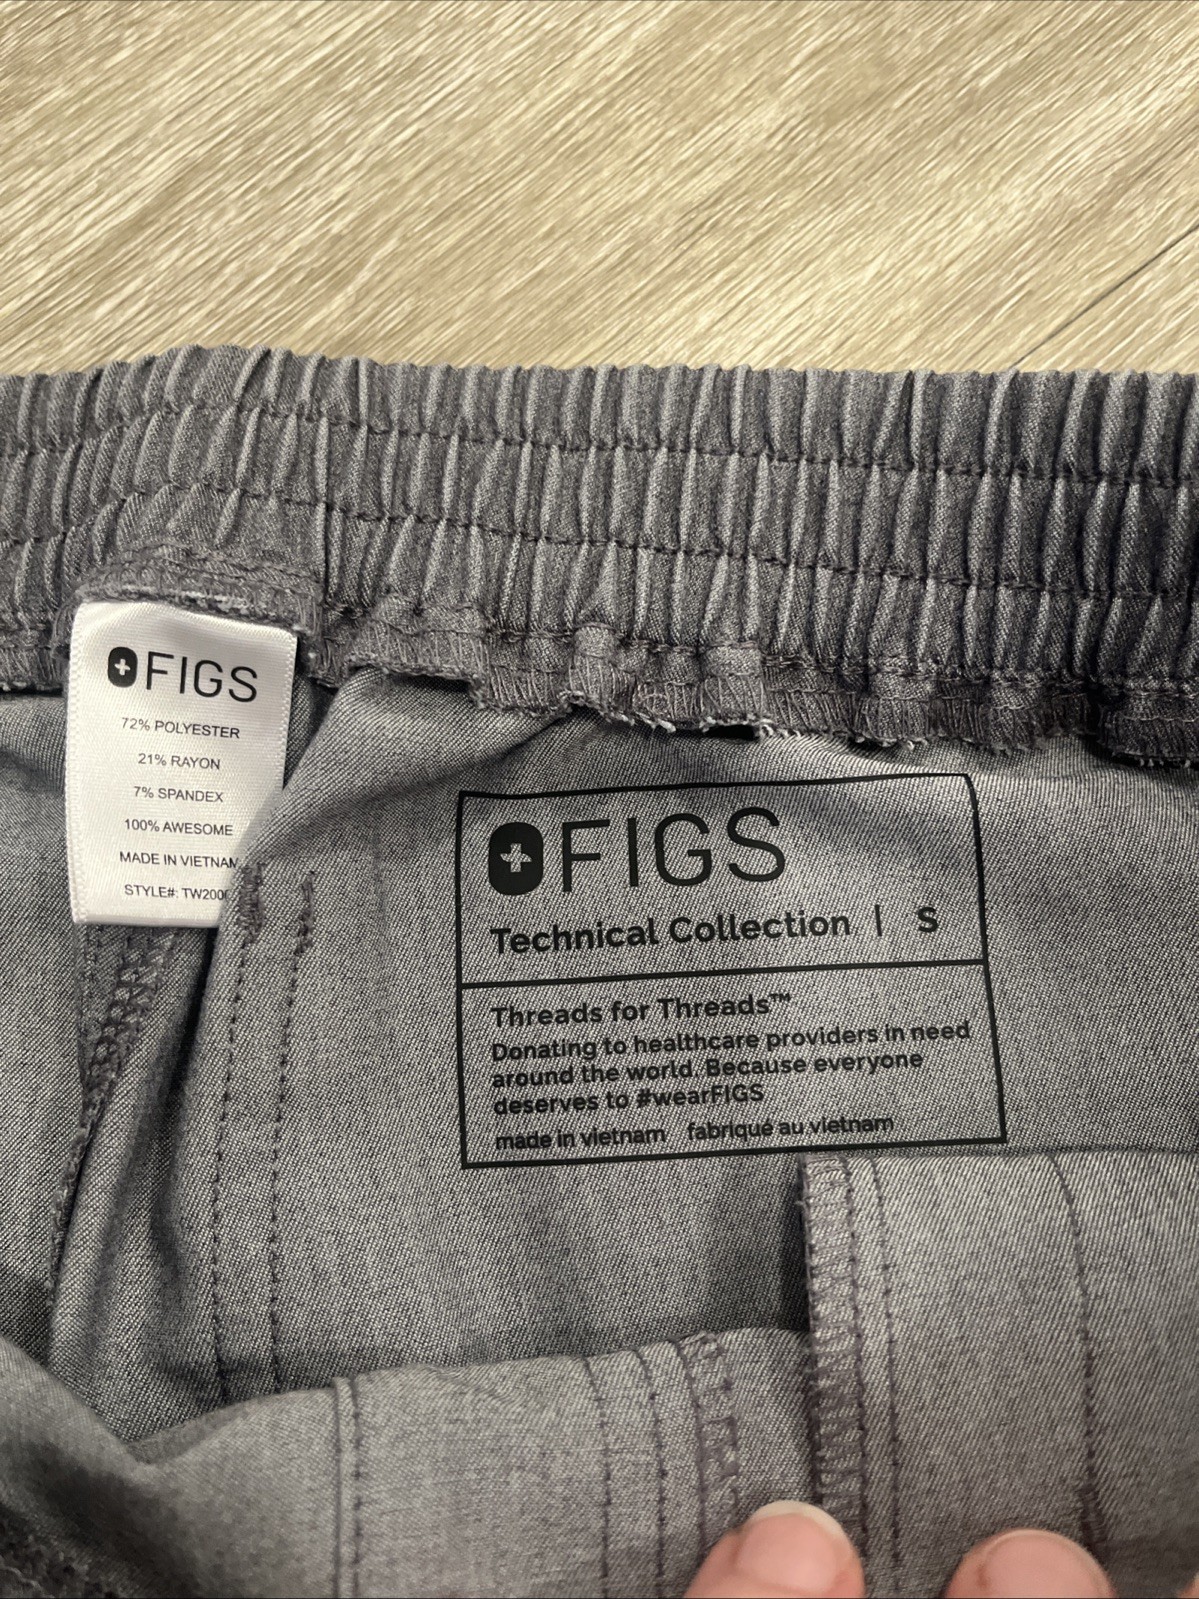 FIGS
72% POLYESTER
21% RAYON
7% SPANDEX
100% AWESOME
MADE IN VIETNAM
STYLE#:
FIGS
Technical Collection | S
Threads for Threads™
Donating to healthcare providers in need
around the world. Because everyone
deserves to #wearFIGS
made in vietnam fabriqué au vietnam